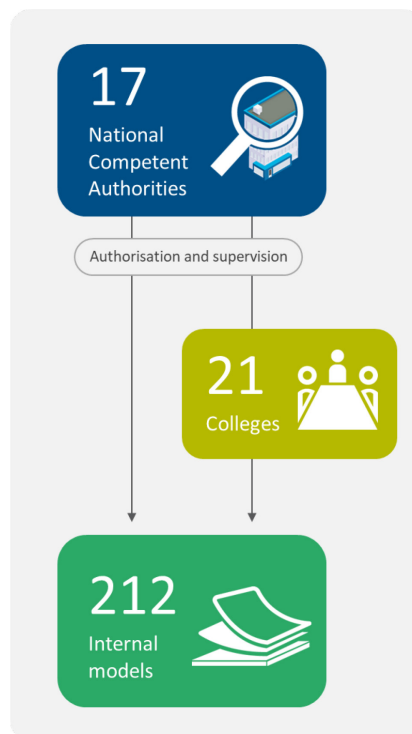 17
National
Competent
Authorities
Authorisation and supervision
21
Colleges
212
Internal
models